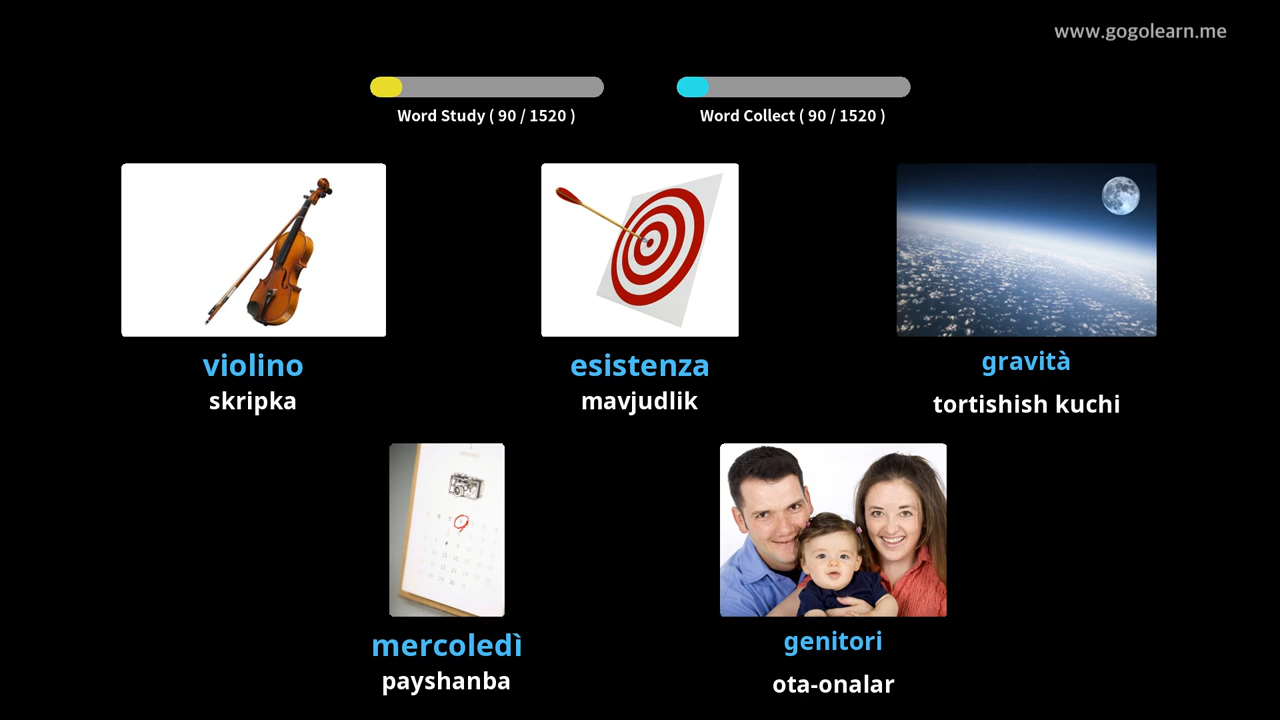 www.gogolearn.me
Word Study ( 90 / 1520 )
Word Collect ( 90 / 1520 )
violino
skripka
esistenza
mavjudlik
gravità
tortishish kuchi
mercoledì
payshanba
genitori
ota-onalar